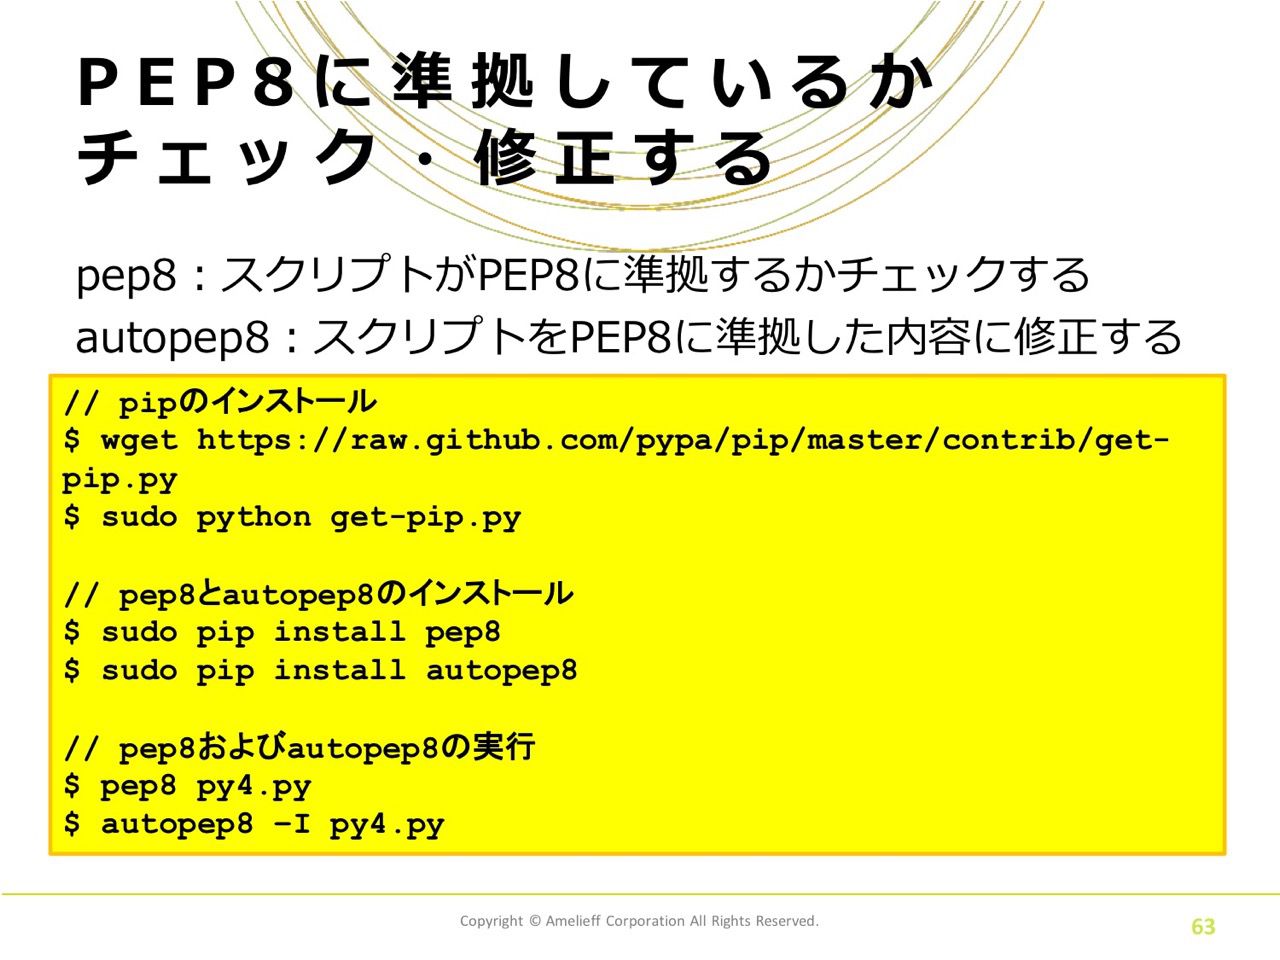 PEP8に準拠しているか
チェック・修正する
pep8：スクリプトがPEP8に準拠するかチェックする
autopep8：スクリプトをPEP8に準拠した内容に修正する
// pipのインストール
$ wget https://raw.github.com/pypa/pip/master/contrib/get-
pip.py
$ sudo python get-pip.py
// pep8とautopep8のインストール
$ sudo pip install pep8
$ sudo pip install autopep8
// pep8およびautopep8の実行
$ pep8 py4.py
$ autopep8 –I py4.py
Copyright © Amelieff Corporation All Rights Reserved.
63